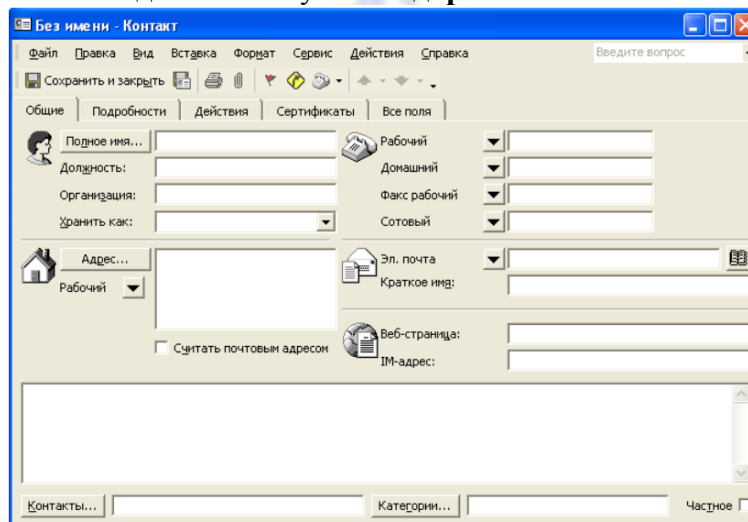 Без имени - Контакт
Файл Правка Вид Вставка Формат Сервис Действия Справка Введите вопрос
Сохранить и закрыть
Общие Подробности Действия Сертификаты Все поля
Полное имя... Рабочий
Должность: Домашний
Организация: Факс рабочий
Хранить как: Сотовый
Адрес... Эл. почта
Рабочий Краткое имя:
Считать почтовым адресом Веб-страница:
IM-адрес:
Контакты... Категории... Частное